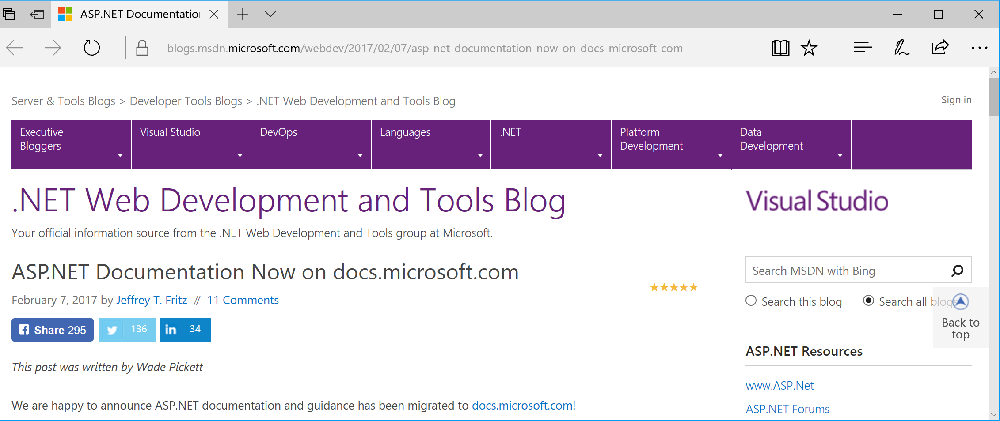 ASP.NET Documentatio
blogs.msdn.microsoft.com/webdev/2017/02/07/asp-net-documentation-now-on-docs-microsoft-com
Server & Tools Blogs > Developer Tools Blogs > .NET Web Development and Tools Blog
Sign in
Executive
Bloggers
Visual Studio
DevOps
Languages
.NET
Platform
Development
Data
Development
.NET Web Development and Tools Blog
Visual Studio
Your official information source from the .NET Web Development and Tools group at Microsoft.
ASP.NET Documentation Now on docs.microsoft.com
February 7, 2017 by Jeffrey T. Fritz // 11 Comments
Share 295
136
in 34
This post was written by Wade Pickett
We are happy to announce ASP.NET documentation and guidance has been migrated to docs.microsoft.com!
Search MSDN with Bing
Search this blog
Search all blogs
Back to
top
ASP.NET Resources
www.ASP.Net
ASP.NET Forums